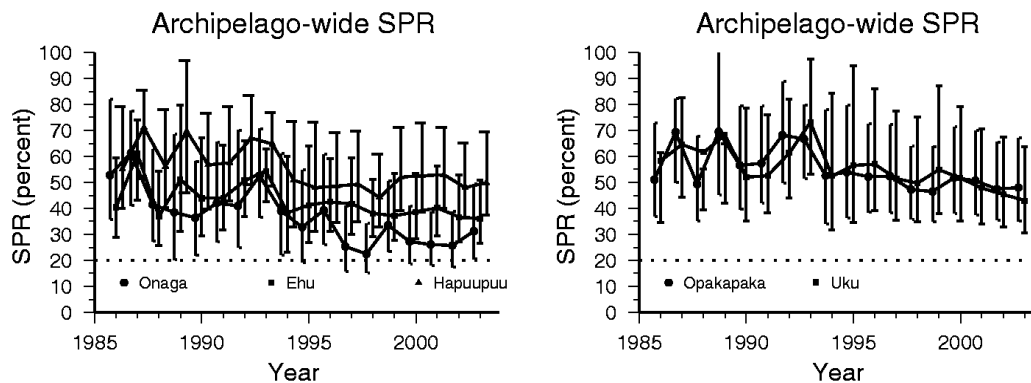 Archipelago-wide SPR
SPR (percent)
100
90
80
70
60
50
40
30
20
10
0
Onaga Ehu Hapuupuu
1985 1990 1995 2000
Year
Archipelago-wide SPR
SPR (percent)
100
90
80
70
60
50
40
30
20
10
0
Opakapaka Uku
1985 1990 1995 2000
Year